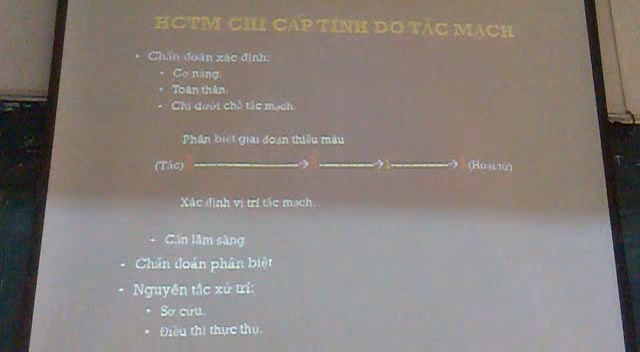 HCTM CHI CẤP TÍNH DO TẮC MẠCH
• Chẩn đoán xác định:
• Cơ năng.
• Toàn thân.
• Chi dưới chỗ tắc mạch.
Phân biệt giai đoạn thiếu máu
(Tắc) (Hoại tử)
Xác định vị trí tắc mạch.
• Cận lâm sàng
• Chẩn đoán phân biệt
• Nguyên tắc xử trí:
• Sơ cứu.
• Điều thị thực thụ.